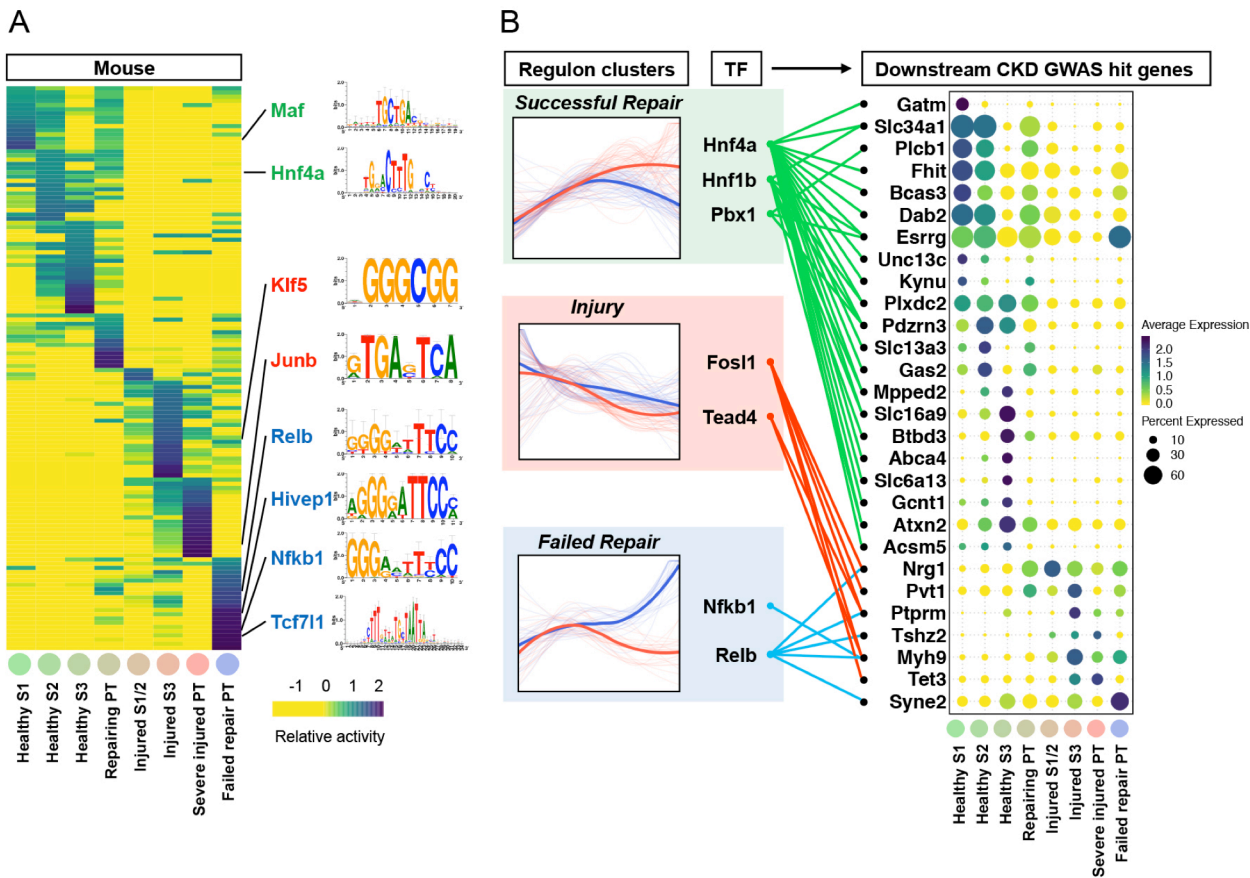 A
Mouse
Maf
Hnf4a
Klf5
Junb
Relb
Hivep1
Nfkb1
Tcf7l1
Healthy S1
Healthy S2
Healthy S3
Repairing PT
Injured S1/2
Injured S3
Severe injured PT
Failed repair PT
-1 0 1 2
Relative activity
B
Regulon clusters
TF
Downstream CKD GWAS hit genes
Successful Repair
Hnf4a
Hnf1b
Pbx1
Injury
Fosl1
Tead4
Failed Repair
Nfkb1
Relb
Gatm
Slc34a1
Plcb1
Fhit
Bcas3
Dab2
Esrrg
Unc13c
Kynu
Plxdc2
Pdzrn3
Slc13a3
Gas2
Mpped2
Slc16a9
Btbd3
Abca4
Slc6a13
Gcnt1
Atxn2
Acsm5
Nrg1
Pvt1
Ptprm
Tshz2
Myh9
Tet3
Syne2
Average Expression
2.0
1.5
1.0
0.5
0.0
Percent Expressed
10
30
60
Healthy S1
Healthy S2
Healthy S3
Repairing PT
Injured S1/2
Injured S3
Severe injured PT
Failed repair PT